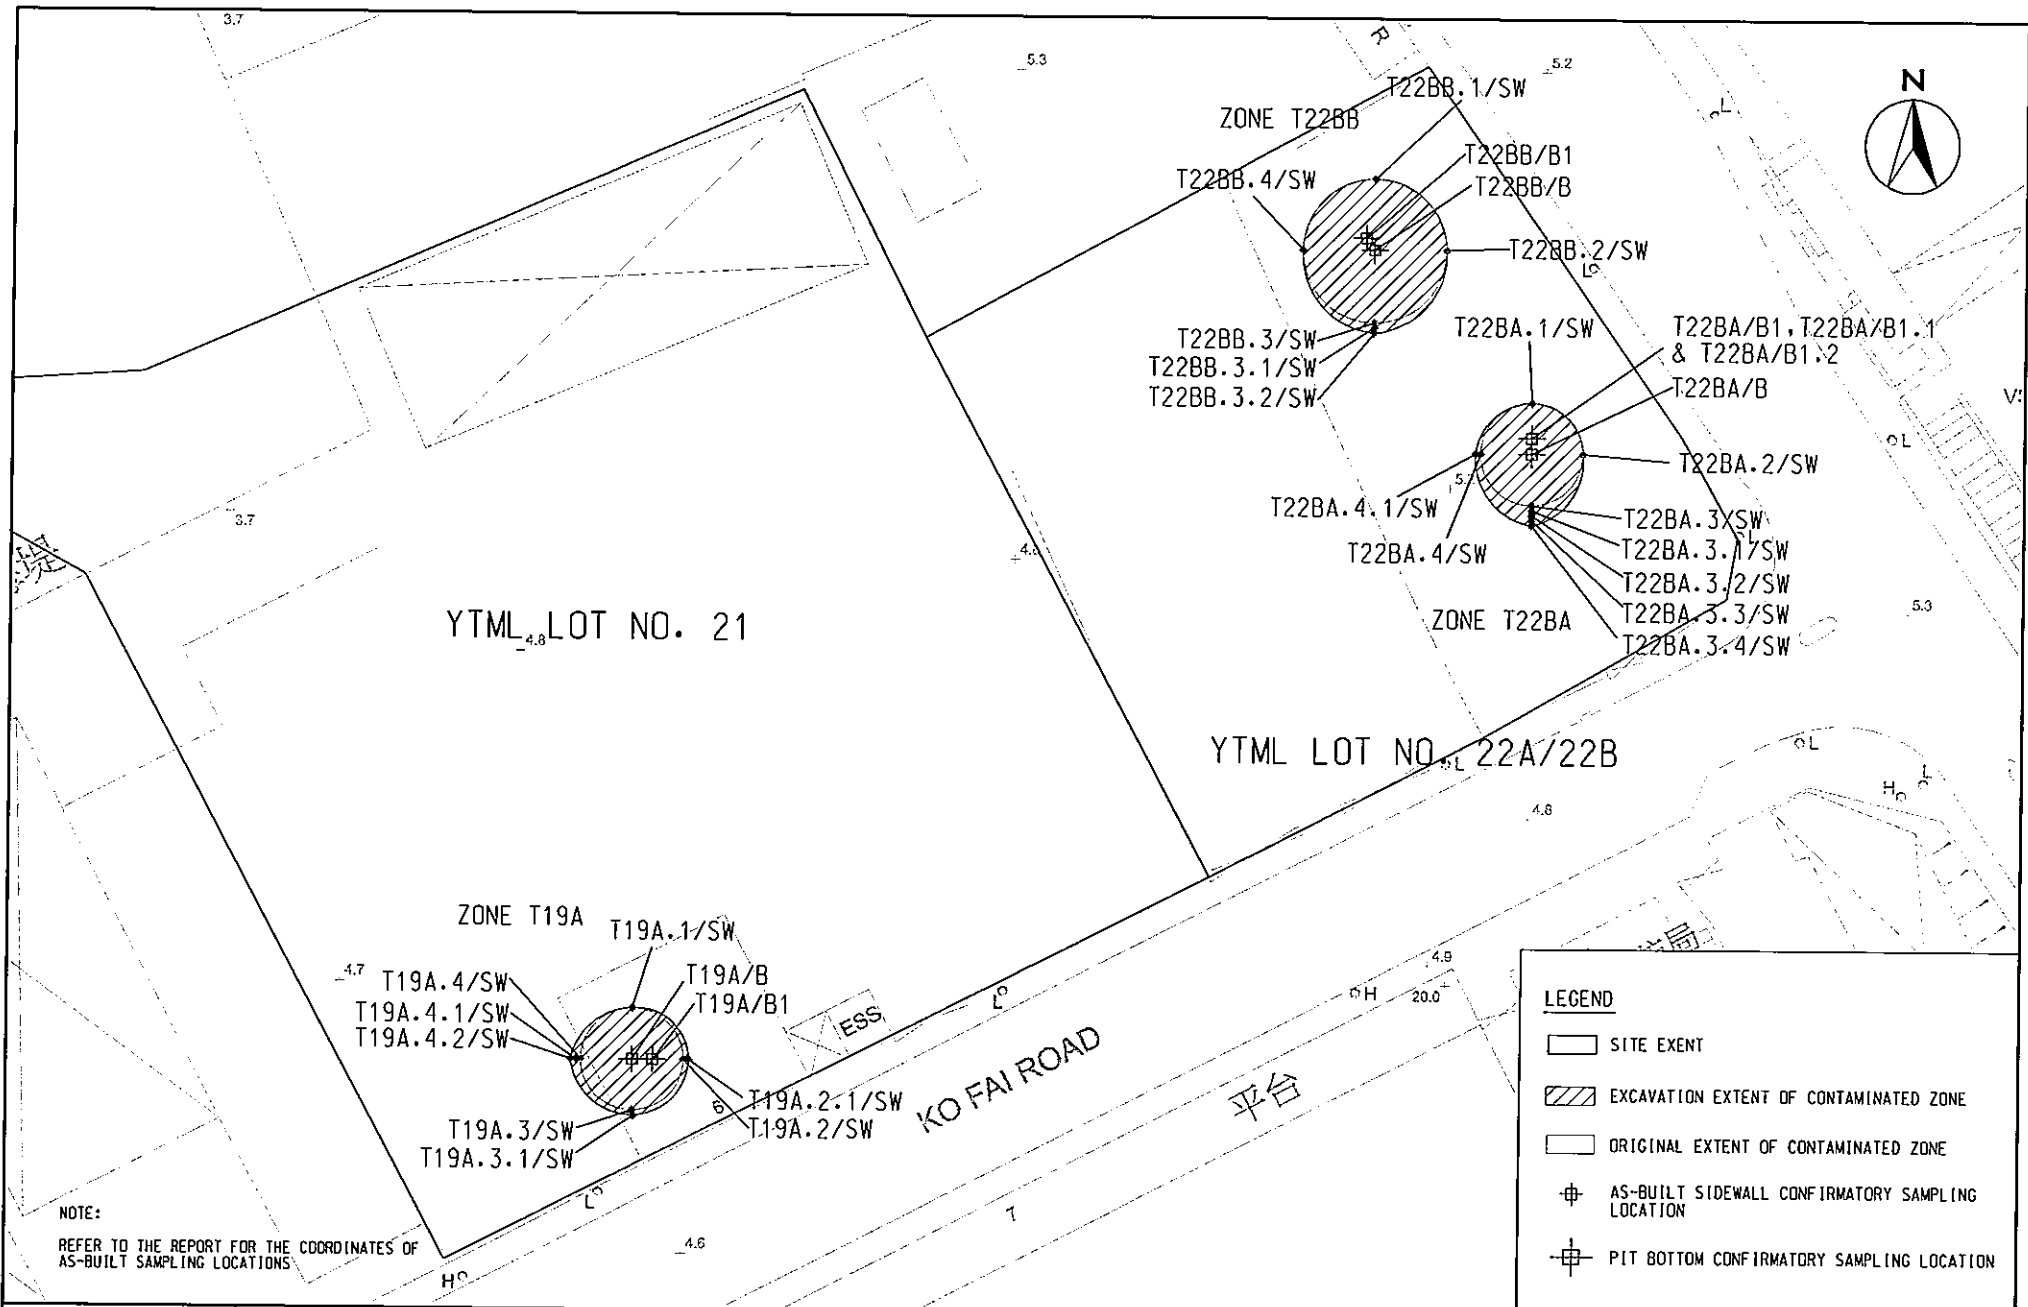 3.7
5.3
R
5.2
T22BB.1/SW
ZONE T22BB
N
L
T22BB/B1
T22BB.4/SW
T22BB/B
T22BB.2/SW
L
T22BB.3/SW
T22BB.3.1/SW
T22BB.3.2/SW
T22BA.1/SW
T22BA/B1,T22BA/B1.1
& T22BA/B1.2
T22BA/B
L
T22BA.2/SW
T22BA.4.1/SW
T22BA.4/SW
T22BA.3/SW
T22BA.3.1/SW
T22BA.3.2/SW
T22BA.3.3/SW
T22BA.3.4/SW
L
ZONE T22BA
3.7
堤
YTML LOT NO. 21
4.8
5.3
YTML LOT NO. 22A/22B
L
L
L
H
4.8
ZONE T19A
T19A.1/SW
4.7
T19A.4/SW
T19A.4.1/SW
T19A.4.2/SW
T19A/B
T19A/B1
ESS
L
T19A.2.1/SW
T19A.2/SW
T19A.3/SW
T19A.3.1/SW
6
KO FAI ROAD
平台
H
20.0
4.9
局
L
7
4.6
H
NOTE:
REFER TO THE REPORT FOR THE COORDINATES OF
AS-BUILT SAMPLING LOCATIONS
LEGEND
SITE EXENT
EXCAVATION EXTENT OF CONTAMINATED ZONE
ORIGINAL EXTENT OF CONTAMINATED ZONE
AS-BUILT SIDEWALL CONFIRMATORY SAMPLING
LOCATION
PIT BOTTOM CONFIRMATORY SAMPLING LOCATION